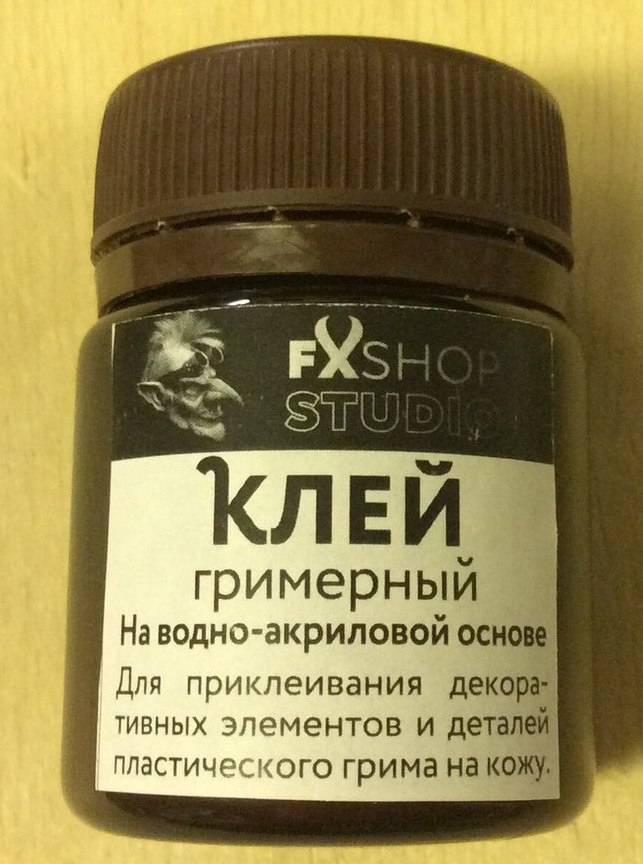 FXSHOP
STUDIO
КЛЕЙ
гримерный
На водно-акриловой основе
Для приклеивания декора-
тивных элементов и деталей
пластического грима на кожу.